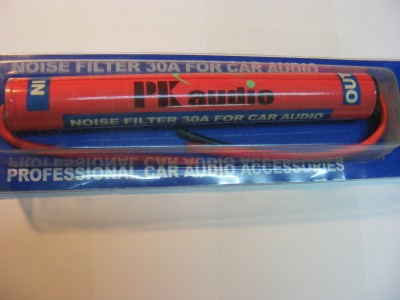 NOISE FILTER 30A FOR CAR AUDIO
IN
PK audio
OUT
NOISE FILTER 30A FOR CAR AUDIO
PROFESSIONAL CAR AUDIO ACCESSORIES